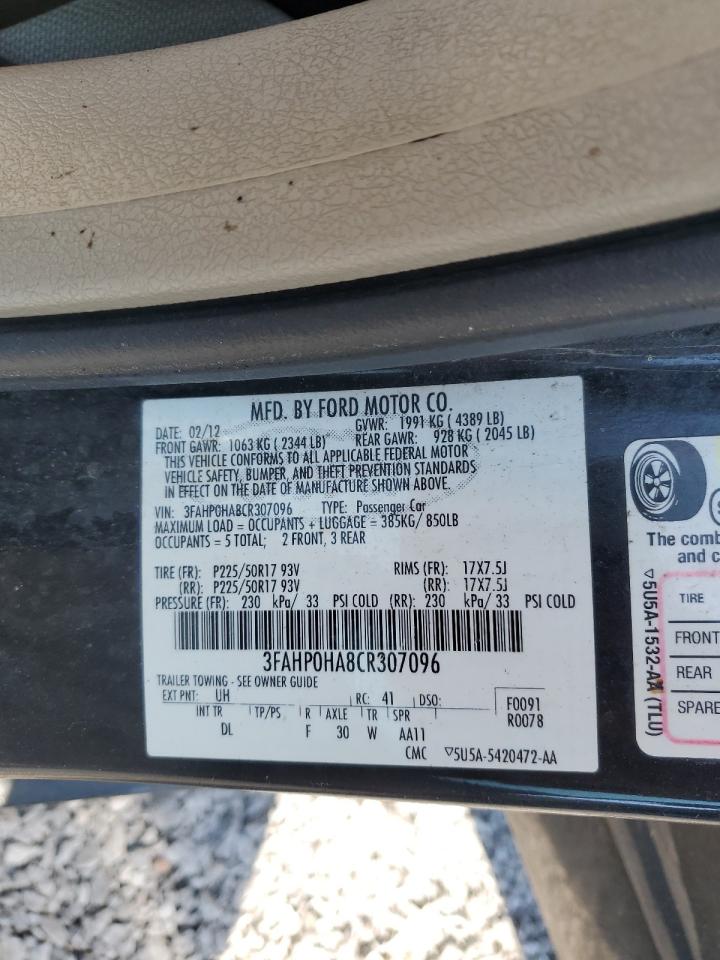 MFD. BY FORD MOTOR CO.
DATE: 02/12 GVWR: 1991 KG ( 4389 LB)
FRONT GAWR: 1063 KG ( 2344 LB) REAR GAWR: 928 KG ( 2045 LB)
THIS VEHICLE CONFORMS TO ALL APPLICABLE FEDERAL MOTOR
VEHICLE SAFETY, BUMPER, AND THEFT PREVENTION STANDARDS
IN EFFECT ON THE DATE OF MANUFACTURE SHOWN ABOVE.
VIN: 3FAHP0HA8CR307096 TYPE: Passenger Car
MAXIMUM LOAD = OCCUPANTS + LUGGAGE = 385KG/ 850LB
OCCUPANTS = 5 TOTAL; 2 FRONT, 3 REAR
TIRE (FR): P225/50R17 93V RIMS (FR): 17X7.5J
(RR): P225/50R17 93V (RR): 17X7.5J
PRESSURE (FR): 230 kPa/ 33 PSI COLD (RR): 230 kPa/ 33 PSI COLD
3FAHP0HA8CR307096
TRAILER TOWING - SEE OWNER GUIDE
EXT PNT: UH RC: 41 DSO: F0091
INT TR TP/PS R AXLE TR SPR R0078
DL F 30 W AA11
CMC ▽5U5A-5420472-AA
The comb
and c
TIRE
FRONT
REAR
SPARE
▽5U5A-1532-AX (TLU)